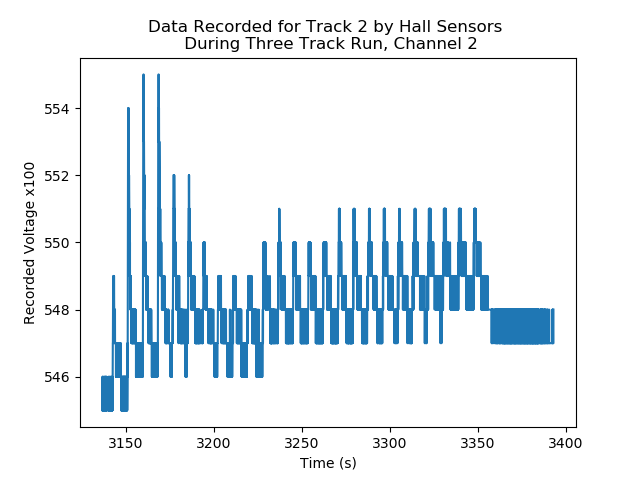 Data Recorded for Track 2 by Hall Sensors
During Three Track Run, Channel 2
554
552
550
548
546
Recorded Voltage x100
3150 3200 3250 3300 3350 3400
Time (s)